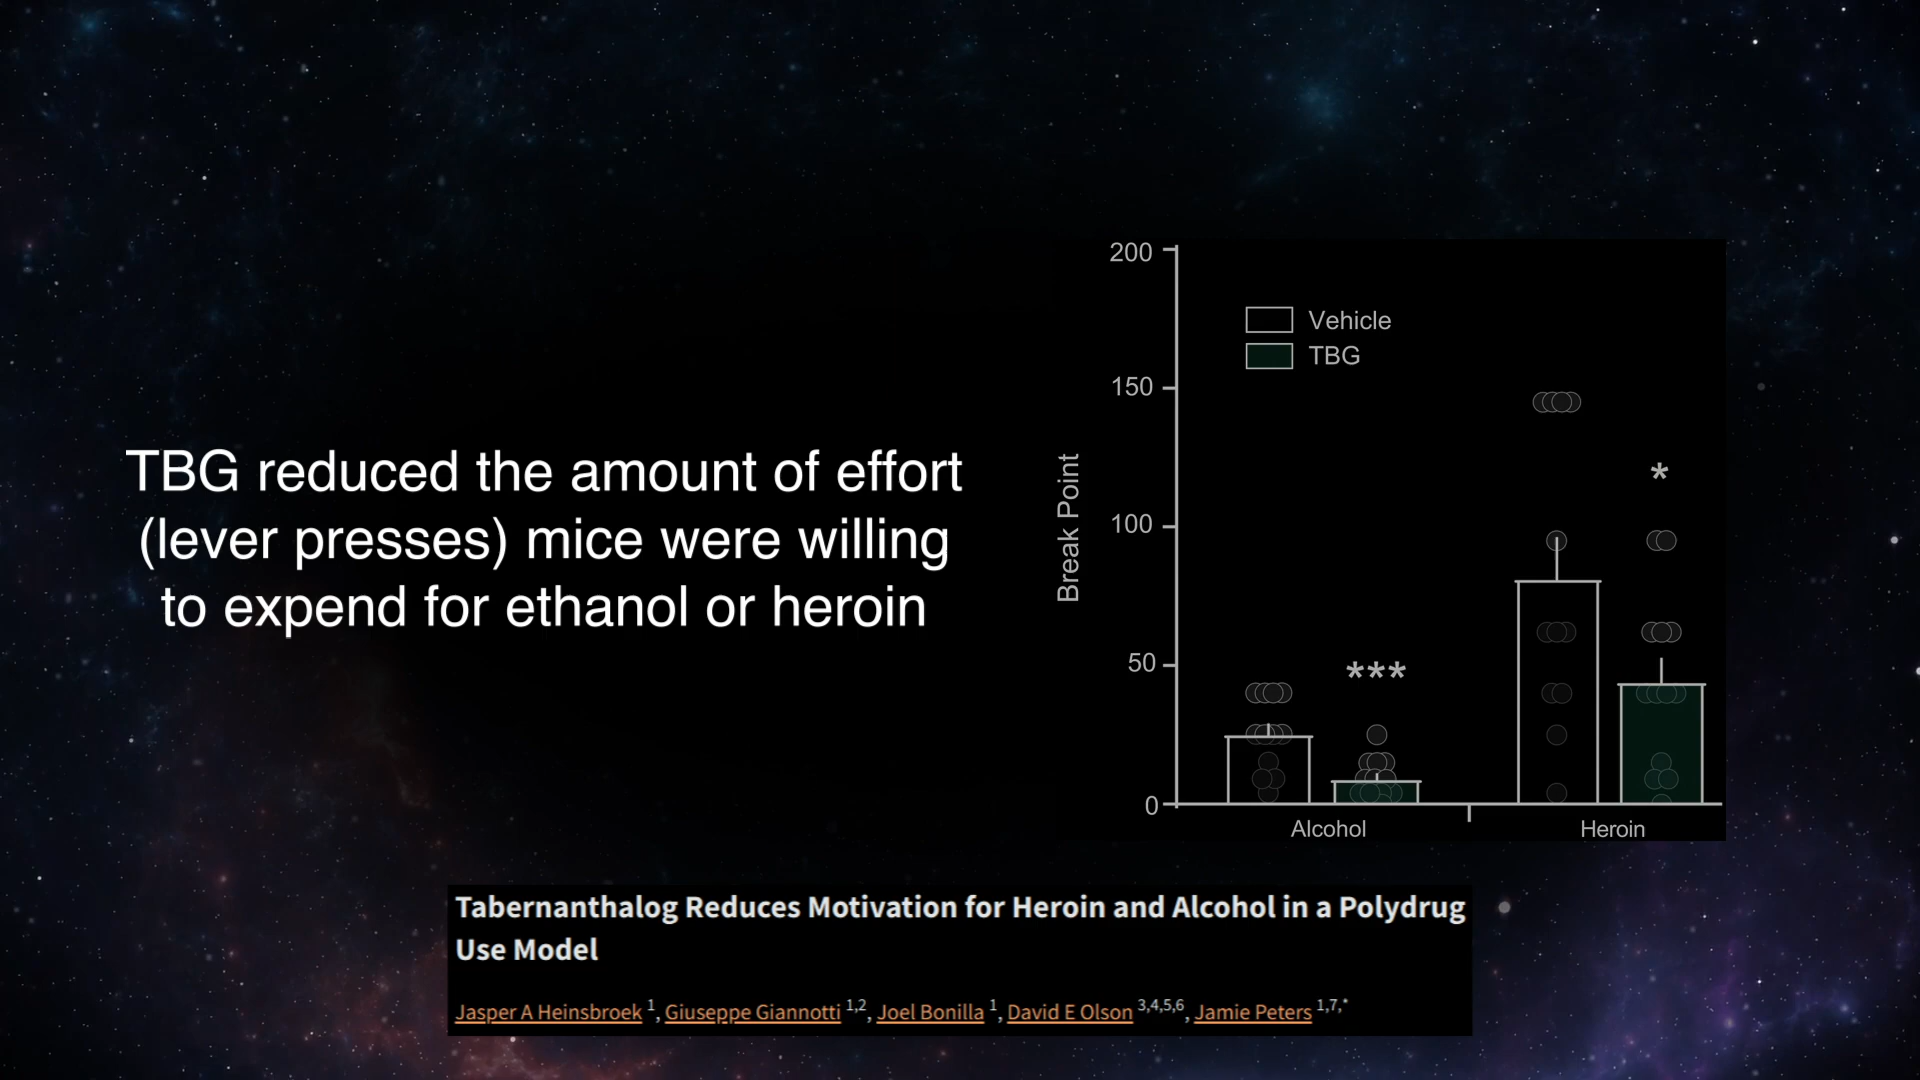 TBG reduced the amount of effort
(lever presses) mice were willing
to expend for ethanol or heroin
200
150
100
50
0
Break Point
Vehicle
TBG
***
*
Alcohol
Heroin
Tabernanthalog Reduces Motivation for Heroin and Alcohol in a Polydrug
Use Model
Jasper A Heinsbroek 1, Giuseppe Giannotti 1,2, Joel Bonilla 1, David E Olson 3,4,5,6, Jamie Peters 1,7,*